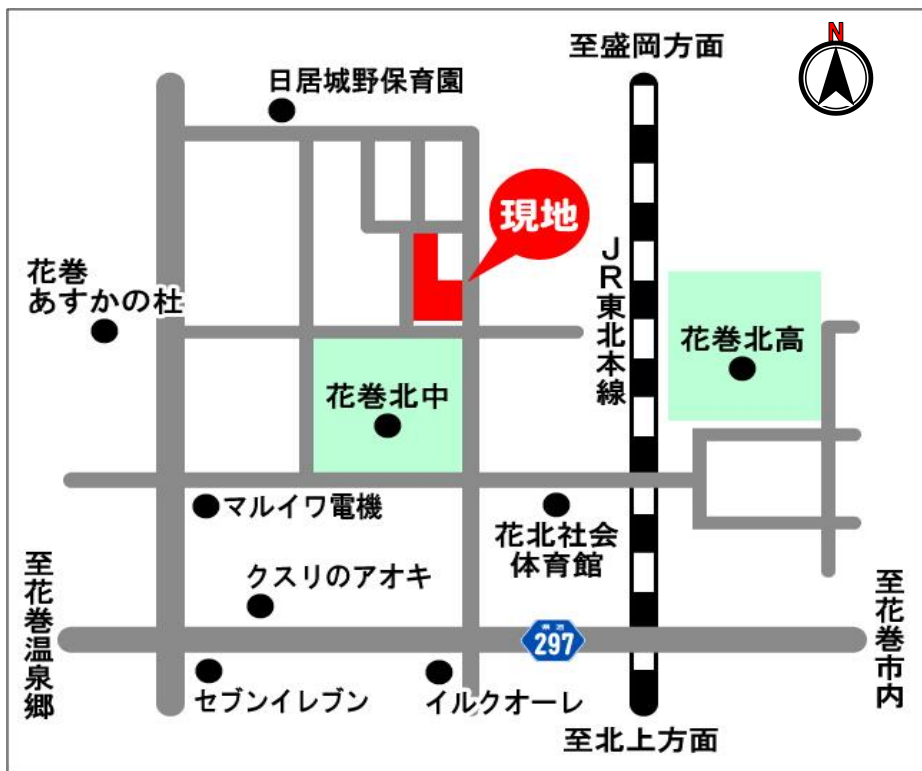 N
至盛岡方面
日居城野保育園
現地
花巻
あすかの杜
JR東北本線
花巻北高
花巻北中
マルイワ電機
花北社会
体育館
クスリのアオキ
至花巻温泉郷
至花巻市内
県道
297
セブンイレブン
イルクオーレ
至北上方面